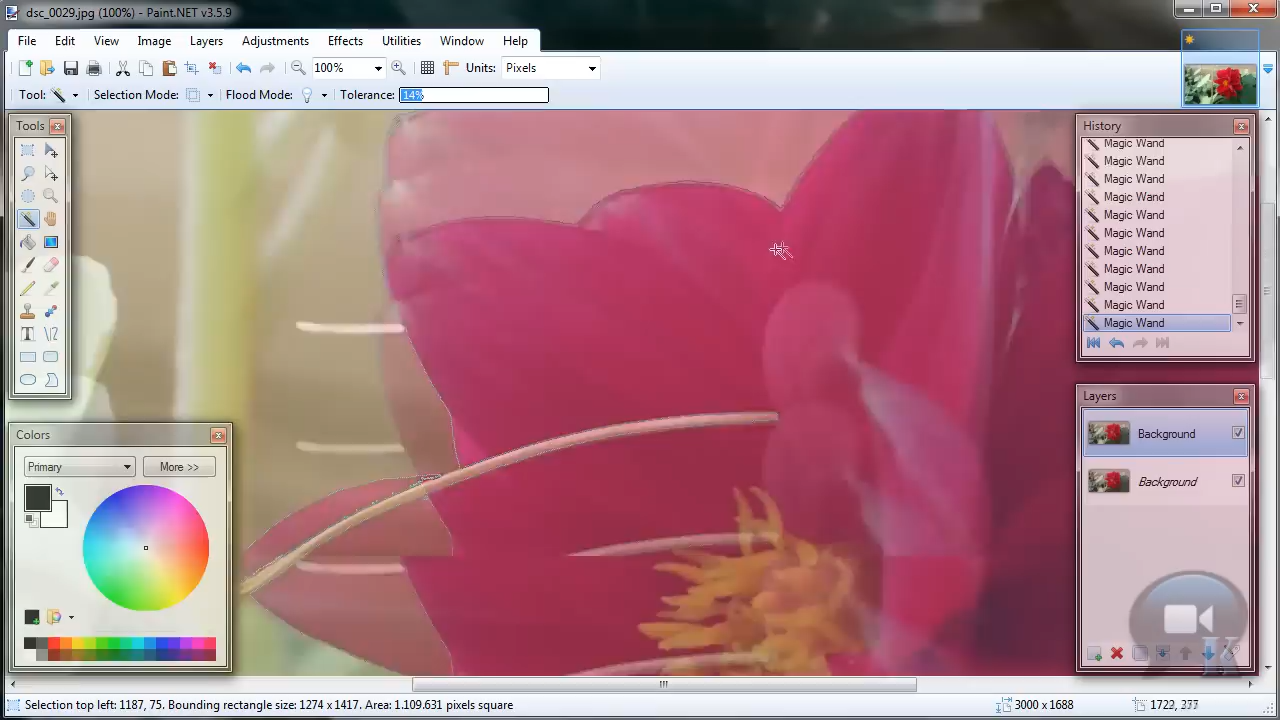 dsc_0029.jpg (100%) - Paint.NET v3.5.9
File Edit View Image Layers Adjustments Effects Utilities Window Help
100% Units: Pixels
Tool: Selection Mode: Flood Mode: Tolerance: 14%
Tools
History
Magic Wand
Magic Wand
Magic Wand
Magic Wand
Magic Wand
Magic Wand
Magic Wand
Magic Wand
Magic Wand
Magic Wand
Magic Wand
Layers
Background
Background
Colors
Primary More >>
Selection top left: 1187, 75. Bounding rectangle size: 1274 x 1417. Area: 1.109.631 pixels square 3000 x 1688